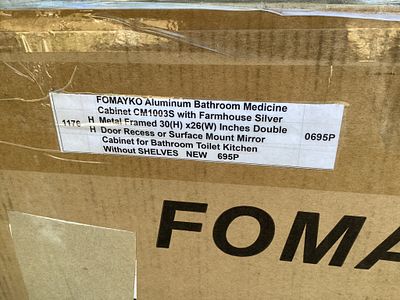 FOMAYKO Aluminum Bathroom Medicine
Cabinet CM1003S with Farmhouse Silver
1176 H Metal Framed 30(H) x26(W) Inches Double 0695P
H Door Recess or Surface Mount Mirror
Cabinet for Bathroom Toilet Kitchen
Without SHELVES NEW 695P
FOMA